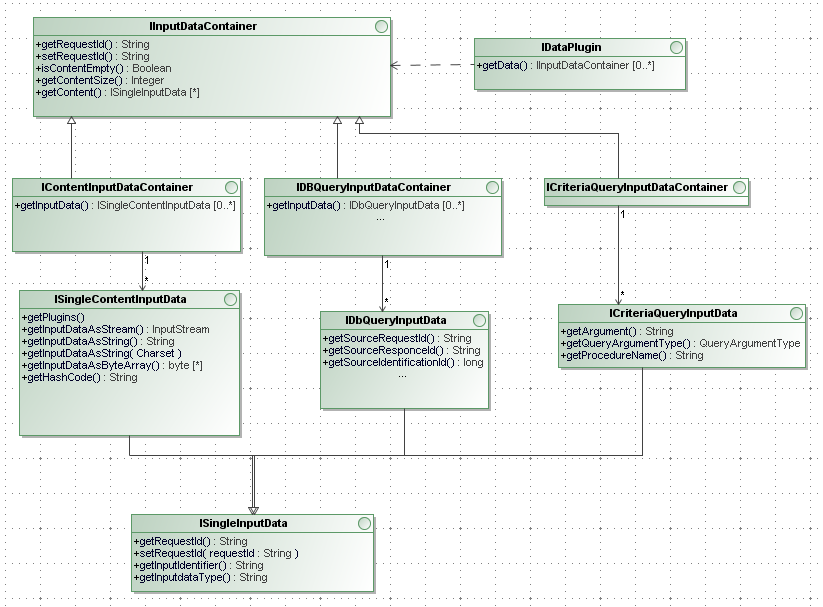 IInputDataContainer
+getRequestId() : String
+setRequestId() : String
+isContentEmpty() : Boolean
+getContentSize() : Integer
+getContent() : ISingleInputData [*]
IDataPlugin
+getData() : IInputDataContainer [0..*]
IContentInputDataContainer
+getInputData() : ISingleContentInputData [0..*]
IDBQueryInputDataContainer
+getInputData() : IDbQueryInputData [0..*]
...
ICriteriaQueryInputDataContainer
1
*
1
*
1
*
ISingleContentInputData
+getPlugins()
+getInputDataAsStream() : InputStream
+getInputDataAsString() : String
+getInputDataAsString( Charset )
+getInputDataAsByteArray() : byte [*]
+getHashCode() : String
IDbQueryInputData
+getSourceRequestId() : String
+getSourceResponceId() : String
+getSourceIdentificationId() : long
...
ICriteriaQueryInputData
+getArgument() : String
+getQueryArgumentType() : QueryArgumentType
+getProcedureName() : String
ISingleInputData
+getRequestId() : String
+setRequestId( requestId : String )
+getInputIdentifier() : String
+getInputdataType() : String